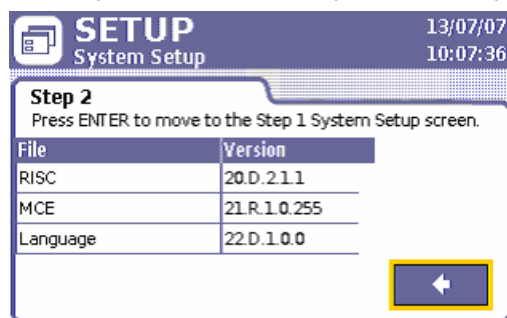 SETUP
13/07/07
System Setup
10:07:36
Step 2
Press ENTER to move to the Step 1 System Setup screen.
File Version
RISC 20.D.2.1.1
MCE 21.R.1.0.255
Language 22.D.1.0.0